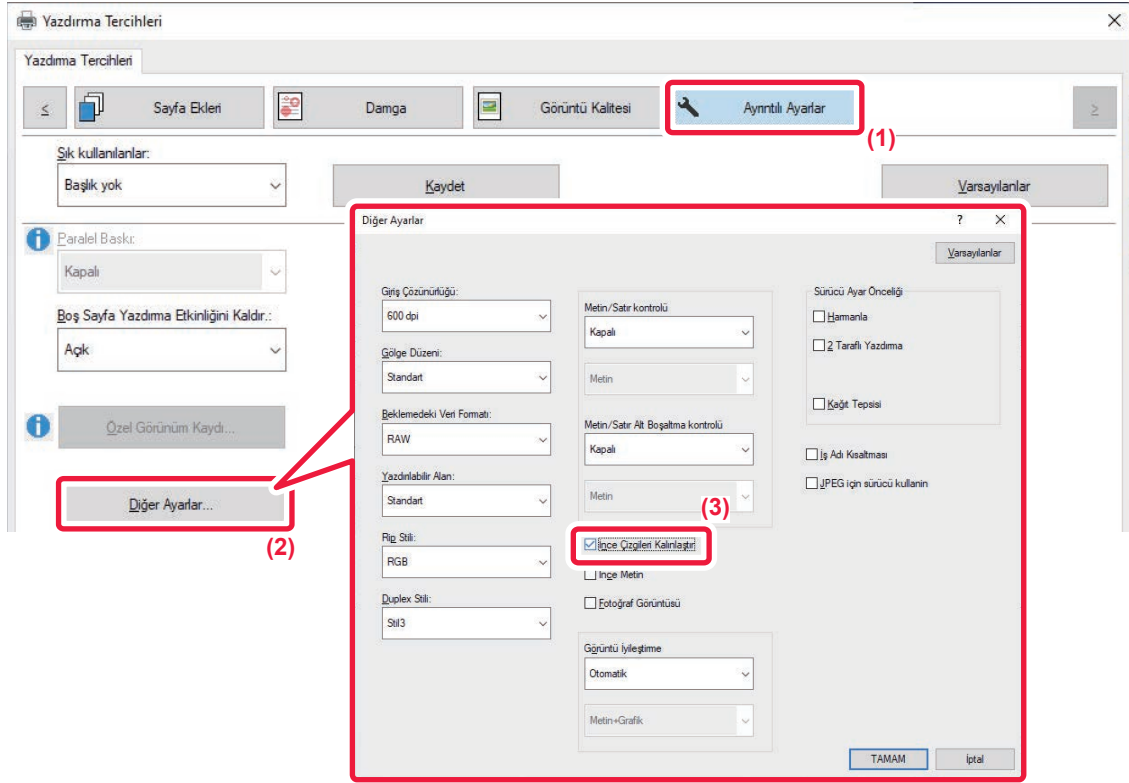 Yazdırma Tercihleri
Yazdırma Tercihleri
< Sayfa Ekleri Damga Görüntü Kalitesi Ayrıntılı Ayarlar >
(1)
Sık kullanılanlar:
Başlık yok Kaydet Varsayılanlar
Paralel Baskı:
Kapalı
Boş Sayfa Yazdırma Etkinliğini Kaldır.:
Açık
Özel Görünüm Kaydı...
Diğer Ayarlar...
(2)
Diğer Ayarlar ?
Varsayılanlar
Giriş Çözünürlüğü:
600 dpi
Gölge Düzeni:
Standart
Beklemedeki Veri Formatı:
RAW
Yazdırılabilir Alan:
Standart
Rip Stili:
RGB
Duplex Stili:
Stil3
Metin/Satır kontrolü
Kapalı
Metin
Metin/Satır Alt Boşaltma kontrolü
Kapalı
Metin
(3)
İnce Çizgileri Kalınlaştır
İnce Metin
Fotoğraf Görüntüsü
Görüntü İyileştirme
Otomatik
Metin+Grafik
Sürücü Ayar Önceliği
Harmanla
2 Taraflı Yazdırma
Kağıt Tepsisi
İş Adı Kısaltması
JPEG için sürücü kullanin
TAMAM İptal